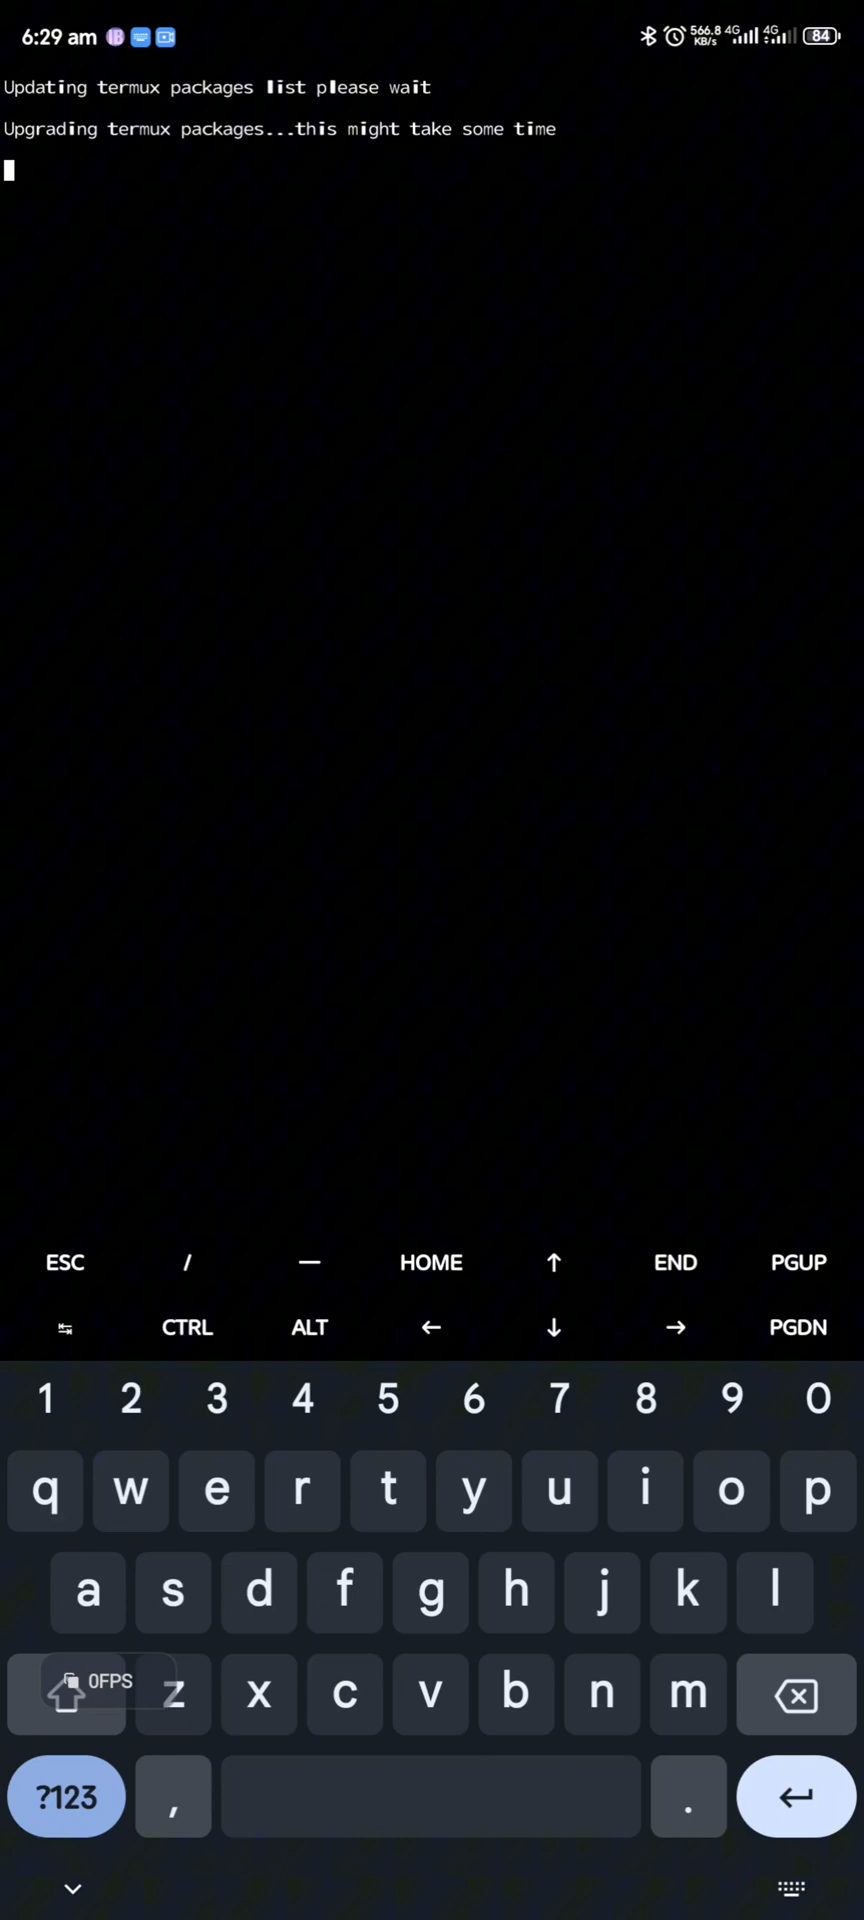 6:29 am 566.8 KB/s 4G 4G 84
Updating termux packages list please wait
Upgrading termux packages...this might take some time
ESC / — HOME ↑ END PGUP
↹ CTRL ALT ← ↓ → PGDN
1 2 3 4 5 6 7 8 9 0
q w e r t y u i o p
a s d f g h j k l
0FPS z x c v b n m
?123 , .